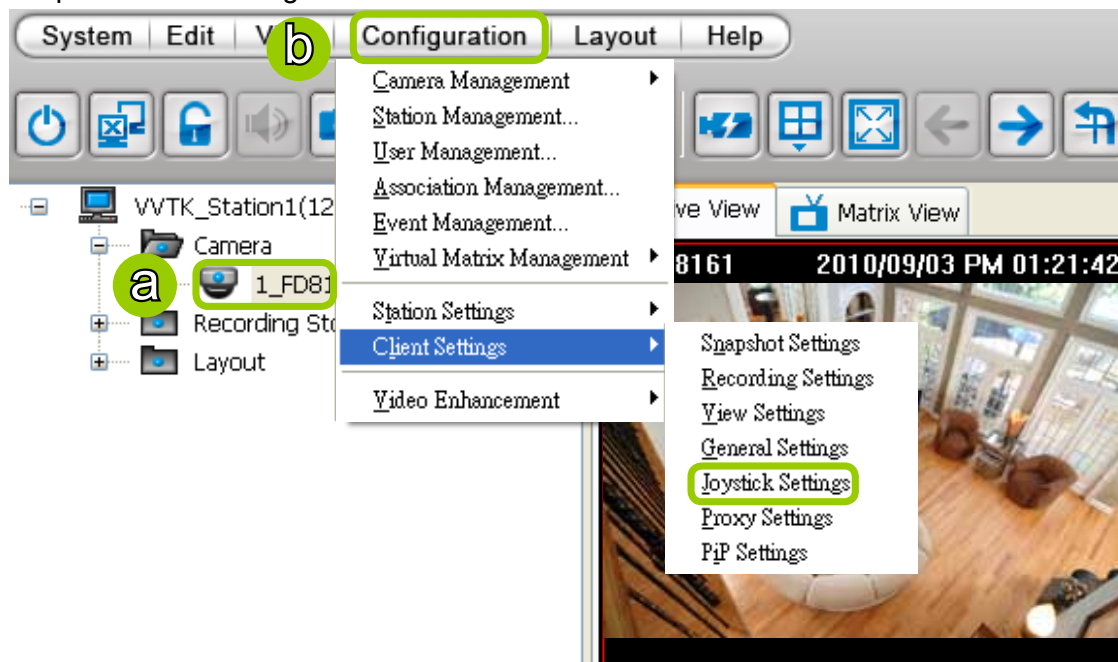 System Edit Configuration Layout Help
b
Camera Management
Station Management...
User Management...
Association Management...
Event Management...
Virtual Matrix Management
Station Settings
Client Settings
Video Enhancement
Snapshot Settings
Recording Settings
View Settings
General Settings
Joystick Settings
Proxy Settings
PiP Settings
VVTK_Station1(12
Camera
a
1_FD81
Recording Sto
Layout
ve View Matrix View
8161 2010/09/03 PM 01:21:42